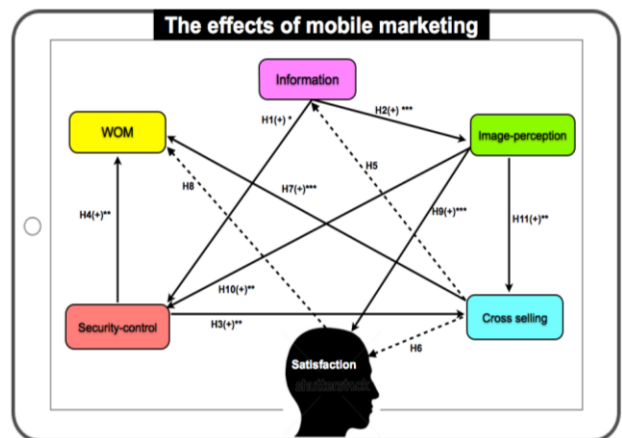 The effects of mobile marketing
Information
H1(+) *
H2(+) ***
WOM
Image-perception
H5
H8
H7(+)***
H9(+)***
H4(+)**
H11(+)**
H10(+)**
Security-control
H3(+)**
Cross selling
H6
Satisfaction
shutterstock